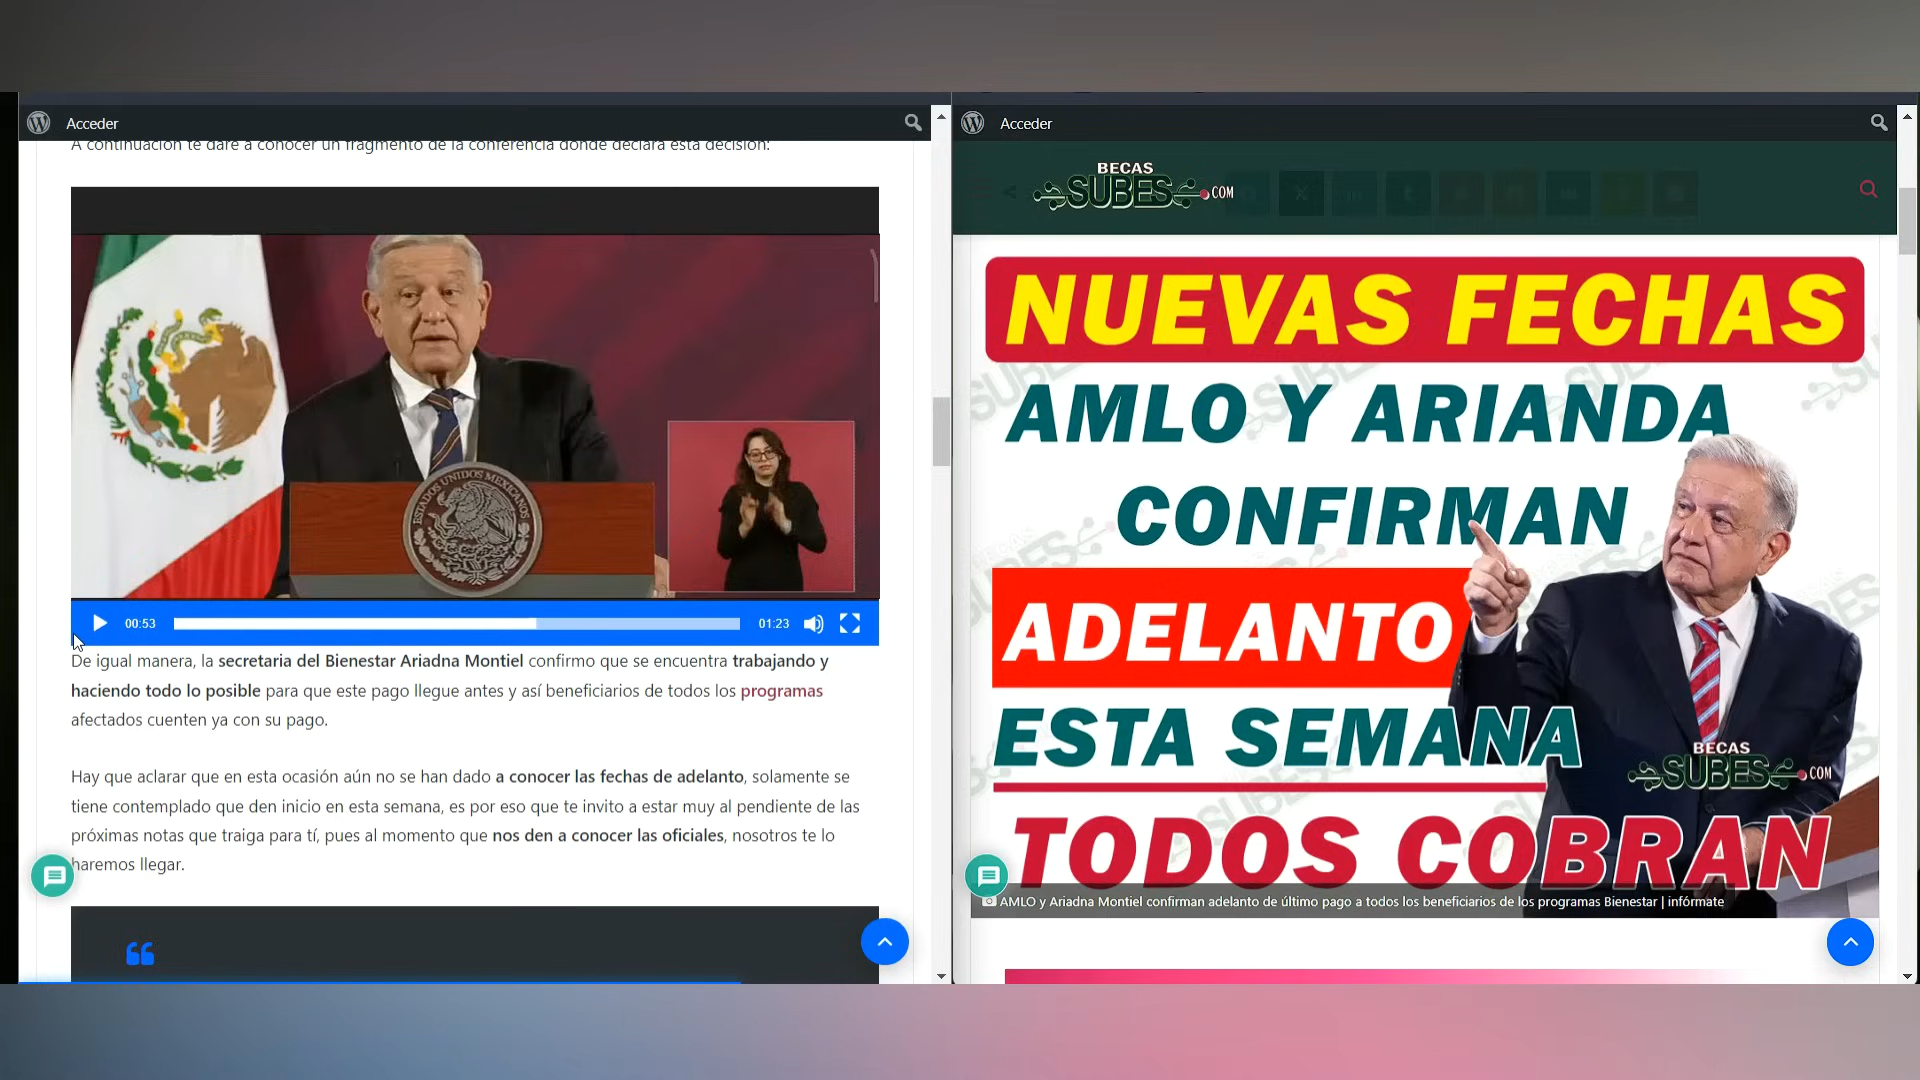 Acceder
A continuación te daré a conocer un fragmento de la conferencia donde declara esta decisión:
ESTADOS UNIDOS MEXICANOS
00:53
01:23
De igual manera, la secretaria del Bienestar Ariadna Montiel confirmo que se encuentra trabajando y
haciendo todo lo posible para que este pago llegue antes y así beneficiarios de todos los programas
afectados cuenten ya con su pago.
Hay que aclarar que en esta ocasión aún no se han dado a conocer las fechas de adelanto, solamente se
tiene contemplado que den inicio en esta semana, es por eso que te invito a estar muy al pendiente de las
próximas notas que traiga para tí, pues al momento que nos den a conocer las oficiales, nosotros te lo
haremos llegar.
Acceder
BECAS
SUBES
.COM
NUEVAS FECHAS
AMLO Y ARIANDA
CONFIRMAN
ADELANTO
ESTA SEMANA
BECAS
SUBES
.COM
TODOS COBRAN
AMLO y Ariadna Montiel confirman adelanto de último pago a todos los beneficiarios de los programas Bienestar | infórmate